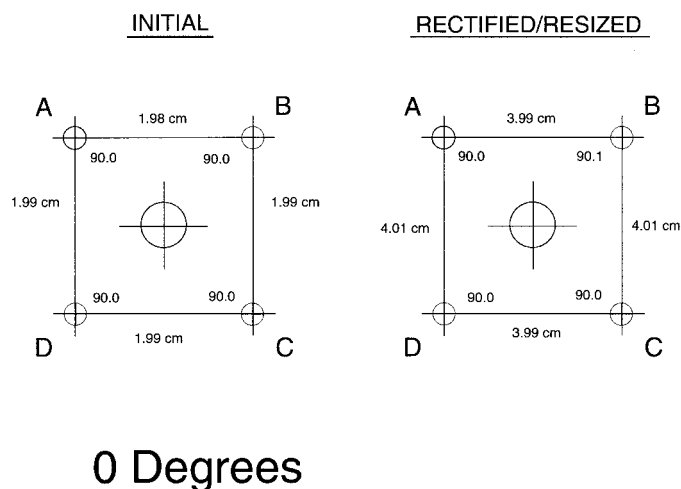 INITIAL
RECTIFIED/RESIZED
A
B
1.98 cm
90.0
90.0
1.99 cm
1.99 cm
90.0
90.0
D
C
1.99 cm
A
B
3.99 cm
90.0
90.1
4.01 cm
4.01 cm
90.0
90.0
D
C
3.99 cm
0 Degrees